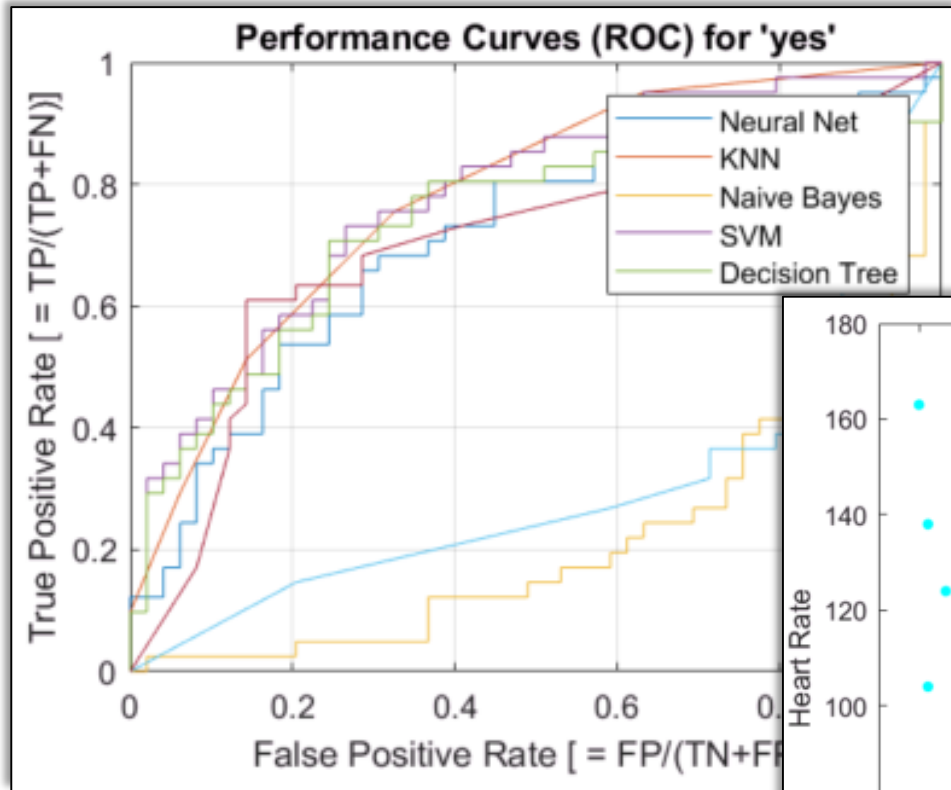 Performance Curves (ROC) for 'yes'
True Positive Rate [ = TP/(TP+FN)]
1
0.8
0.6
0.4
0.2
0
Neural Net
KNN
Naive Bayes
SVM
Decision Tree
0
0.2
0.4
0.6
False Positive Rate [ = FP/(TN+
Heart Rate
180
160
140
120
100